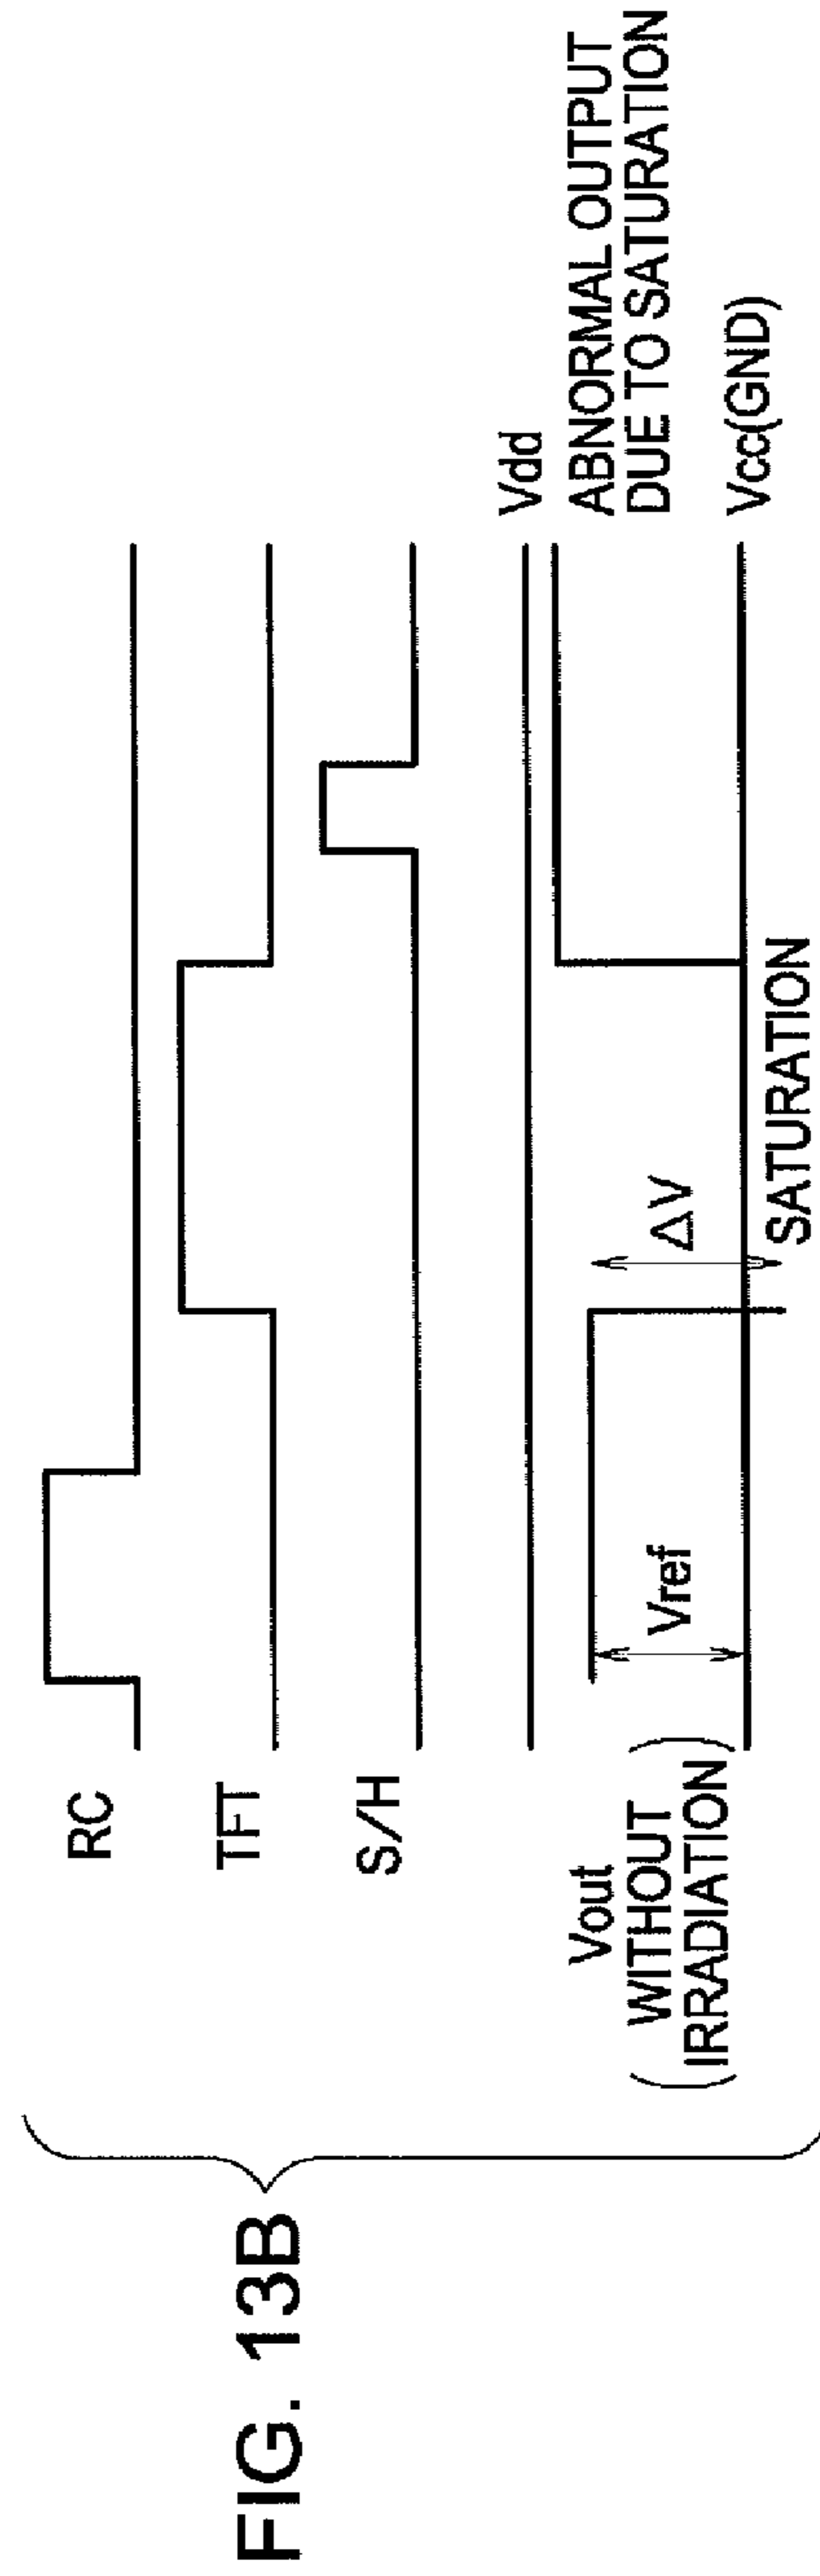 FIG. 13B
RC
TFT
S/H
Vdd
Vout
(WITHOUT
IRRADIATION)
Vref
ΔV
SATURATION
ABNORMAL OUTPUT
DUE TO SATURATION
Vcc(GND)